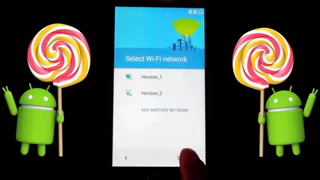 Select Wi-Fi network
Horizon_1
Horizon_2
ADD ANOTHER NETWORK